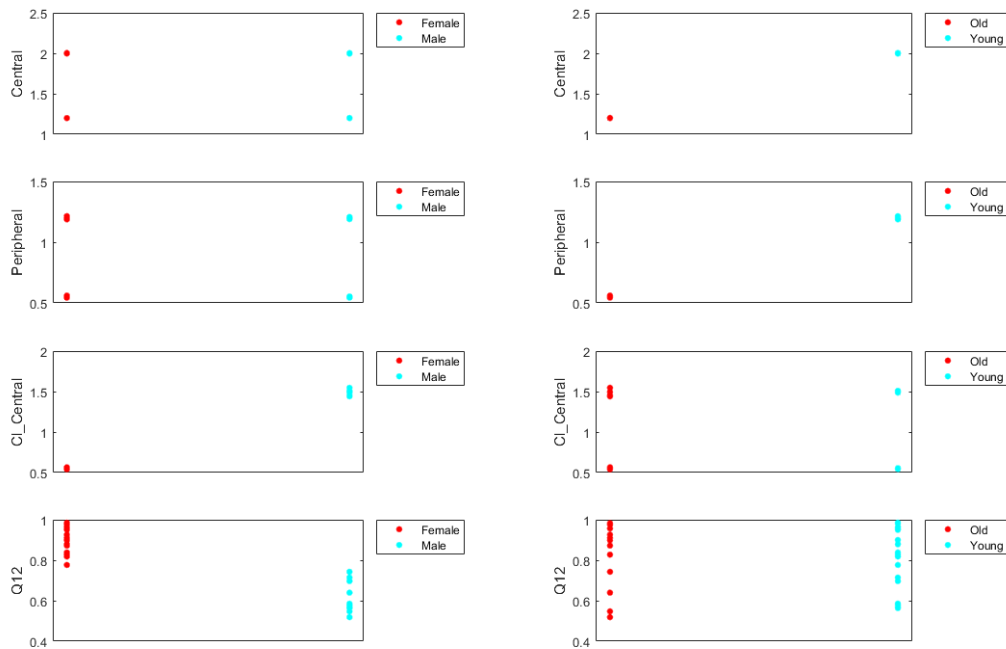 2.5
2
1.5
1
Central
Female
Male
2.5
2
1.5
1
Central
Old
Young
1.5
1
0.5
Peripheral
Female
Male
1.5
1
0.5
Peripheral
Old
Young
2
1.5
1
0.5
Cl_Central
Female
Male
2
1.5
1
0.5
Cl_Central
Old
Young
1
0.8
0.6
0.4
Q12
Female
Male
1
0.8
0.6
0.4
Q12
Old
Young